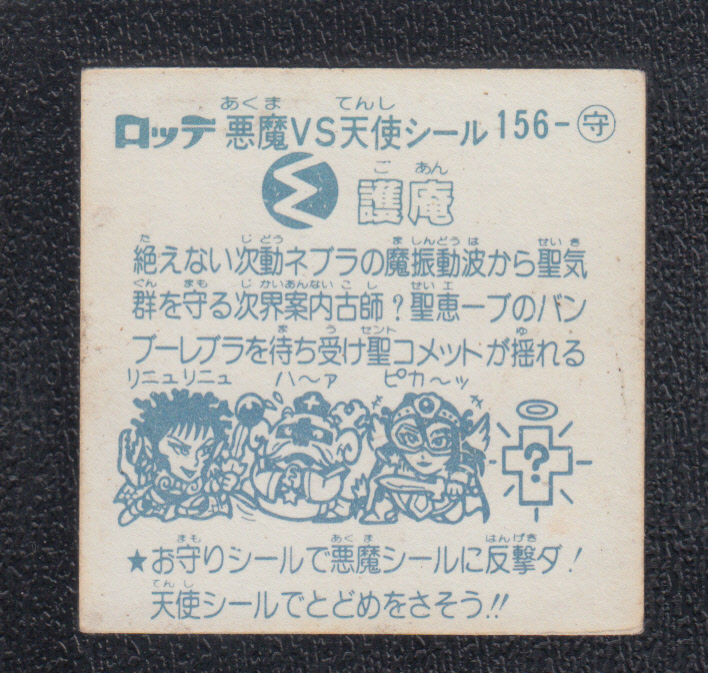 あくま てんし
ロッテ 悪魔VS天使シール 156-守
ご あん
護庵
た じどう ま しんどう は せい き
絶えない次動ネブラの魔振動波から聖気
ぐん まも じ かいあんない こ し せい エ
群を守る次界案内古師?聖恵一ブのバン
ま う セント ゆ
ブーレブラを待ち受け聖コメットが揺れる
リニュリニュ ハ〜ァ ピカ〜ッ
?
まも あくま はんげき
★お守りシールで悪魔シールに反撃ダ!
てんし
天使シールでとどめをさそう!!